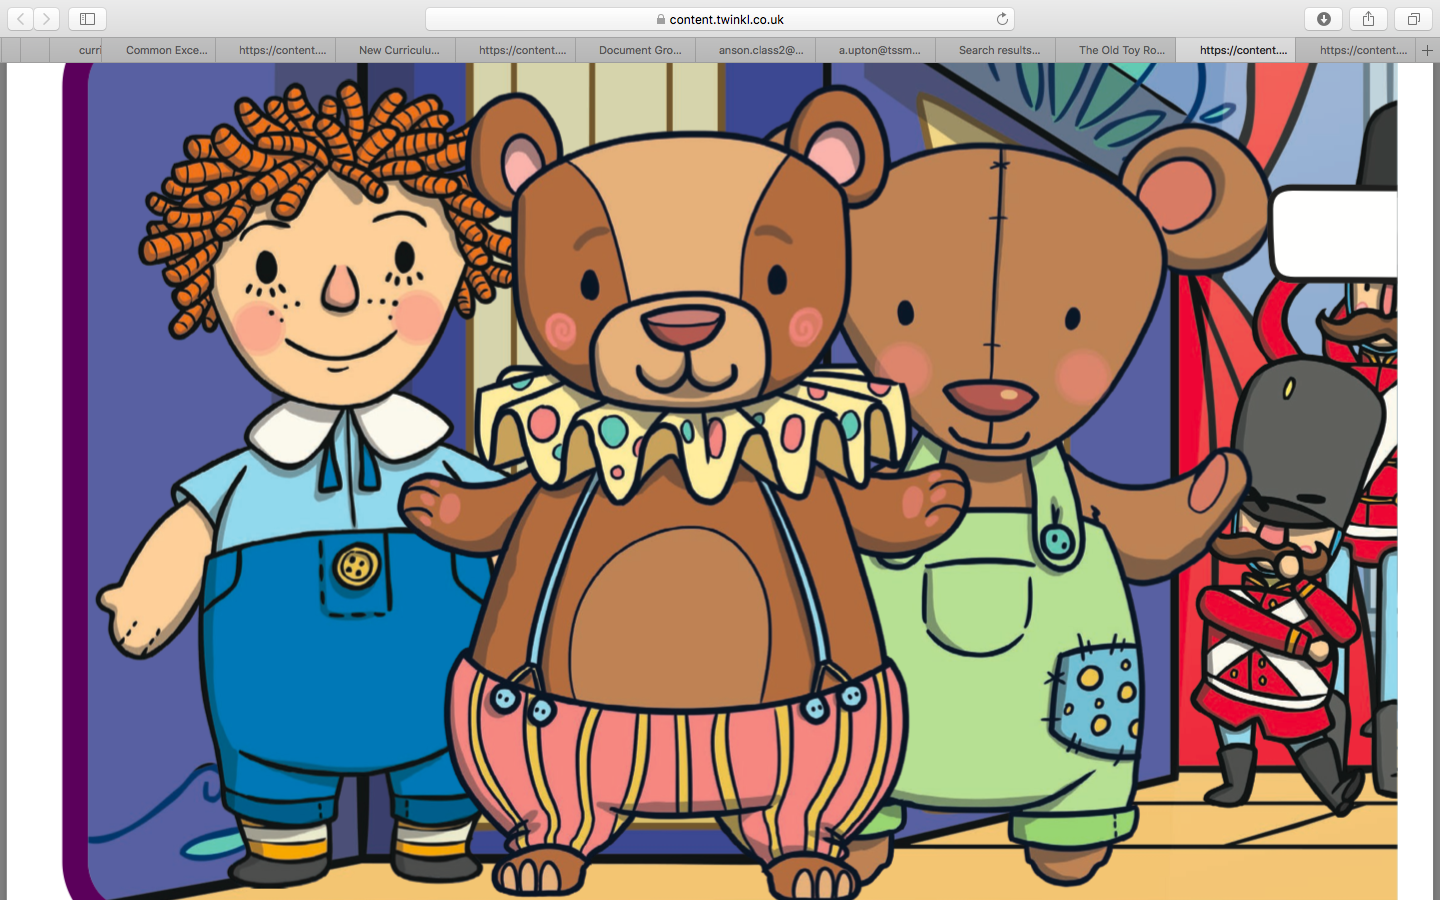 content.twinkl.co.uk
curri
Common Exce...
https://content....
New Curriculu...
https://content....
Document Gro...
anson.class2@...
a.upton@tssm...
Search results...
The Old Toy Ro...
https://content....
https://content....